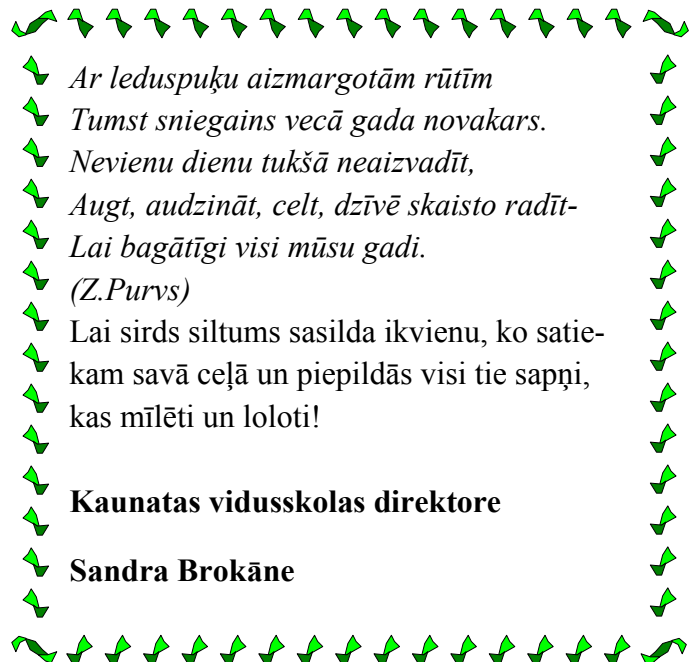 Ar leduspuķu aizmargotām rūtīm
Tumst sniegains vecā gada novakars.
Nevienu dienu tukšā neaizvadīt,
Augt, audzināt, celt, dzīvē skaisto radīt-
Lai bagātīgi visi mūsu gadi.
(Z.Purvs)
Lai sirds siltums sasilda ikvienu, ko satie-
kam savā ceļā un piepildās visi tie sapņi,
kas mīlēti un loloti!
Kaunatas vidusskolas direktore
Sandra Brokāne